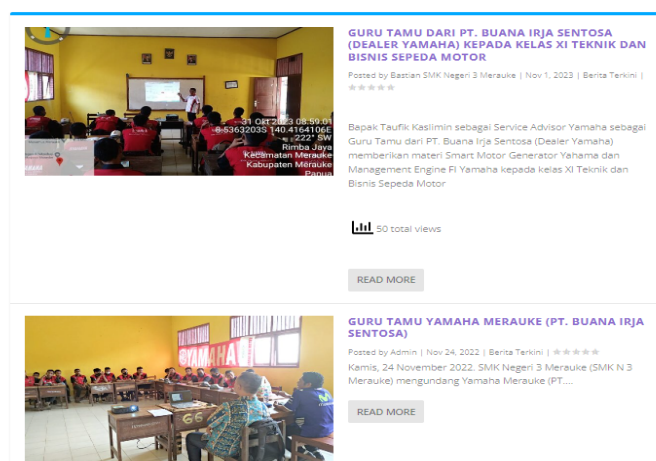 GURU TAMU DARI PT. BUANA IRJA SENTOSA
(DEALER YAMAHA) KEPADA KELAS XI TEKNIK DAN
BISNIS SEPEDA MOTOR
Posted by Bastian SMK Negeri 3 Merauke | Nov 1, 2023 | Berita Terkini |
31 Okt 2023 08:59:01
8.5363203S 140.4164106E
222° SW
Rimba Jaya
Kecamatan Merauke
Kabupaten Merauke
Papua
Bapak Taufik Kaslimin sebagai Service Advisor Yamaha sebagai
Guru Tamu dari PT. Buana Irja Sentosa (Dealer Yamaha)
memberikan materi Smart Motor Generator Yahama dan
Management Engine FI Yamaha kepada kelas XI Teknik dan
Bisnis Sepeda Motor
50 total views
READ MORE
GURU TAMU YAMAHA MERAUKE (PT. BUANA IRJA
SENTOSA)
Posted by Admin | Nov 24, 2022 | Berita Terkini |
Kamis, 24 November 2022. SMK Negeri 3 Merauke (SMK N 3
Merauke) mengundang Yamaha Merauke (PT....
READ MORE
YAMAHA
66